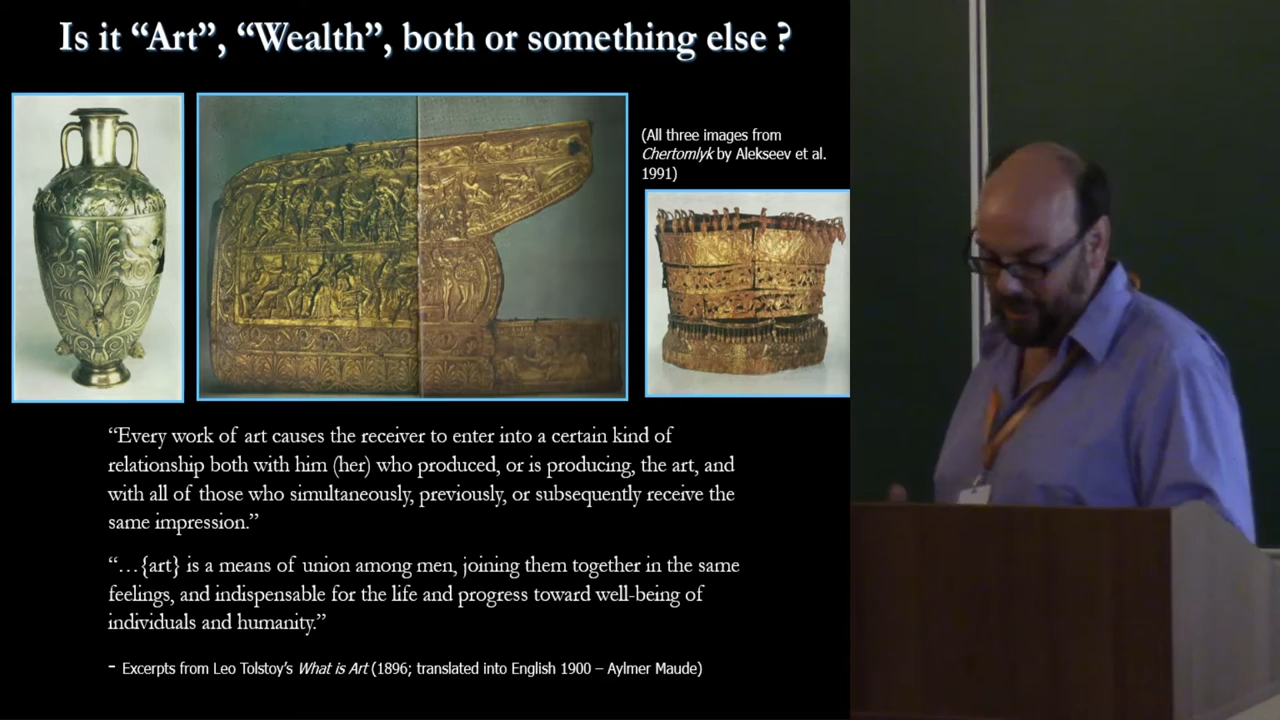 Is it “Art”, “Wealth”, both or something else ?
(All three images from
Chertomlyk by Alekseev et al.
1991)
“Every work of art causes the receiver to enter into a certain kind of
relationship both with him (her) who produced, or is producing, the art, and
with all of those who simultaneously, previously, or subsequently receive the
same impression.”
“…{art} is a means of union among men, joining them together in the same
feelings, and indispensable for the life and progress toward well-being of
individuals and humanity.”
- Excerpts from Leo Tolstoy’s What is Art (1896; translated into English 1900 – Aylmer Maude)